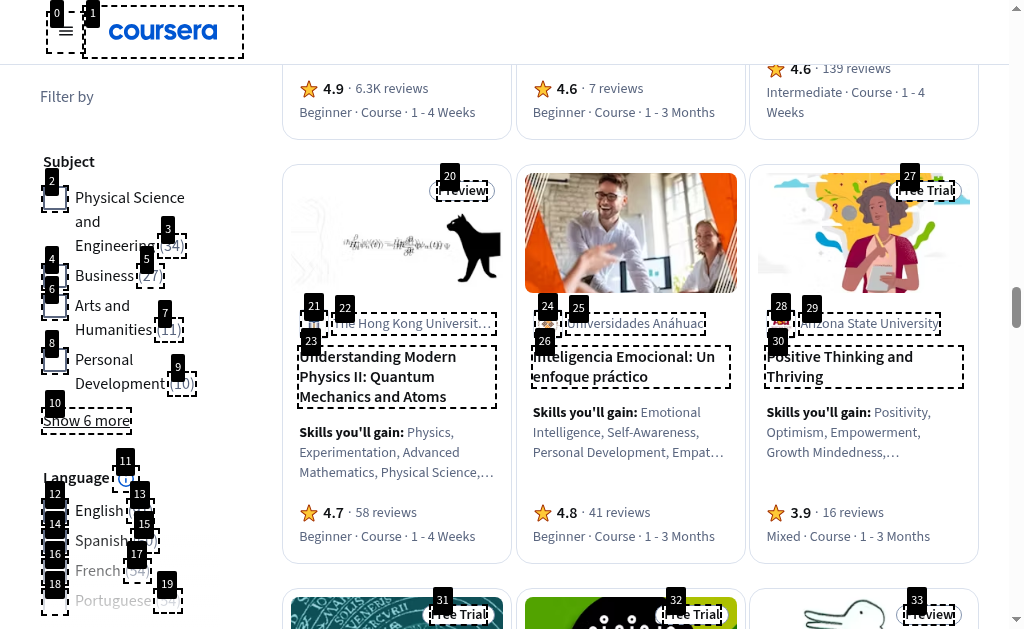 coursera
Filter by
Subject
Physical Science
and
Engineering (34)
Business (27)
Arts and
Humanities (11)
Personal
Development (10)
Show 6 more
Language
English
Spanish
French (54)
Portuguese
4.9 · 6.3K reviews
Beginner · Course · 1 - 4 Weeks
4.6 · 7 reviews
Beginner · Course · 1 - 3 Months
4.6 · 139 reviews
Intermediate · Course · 1 - 4
Weeks
The Hong Kong Universit...
Understanding Modern
Physics II: Quantum
Mechanics and Atoms
Skills you'll gain: Physics,
Experimentation, Advanced
Mathematics, Physical Science,...
4.7 · 58 reviews
Beginner · Course · 1 - 4 Weeks
Universidades Anáhuac
Inteligencia Emocional: Un
enfoque práctico
Skills you'll gain: Emotional
Intelligence, Self-Awareness,
Personal Development, Empat...
4.8 · 41 reviews
Beginner · Course · 1 - 3 Months
Free Trial
Arizona State University
Positive Thinking and
Thriving
Skills you'll gain: Positivity,
Optimism, Empowerment,
Growth Mindedness,...
3.9 · 16 reviews
Mixed · Course · 1 - 3 Months
Free Trial
Free Trial
0
1
2
3
4
5
6
7
8
9
10
11
12
13
14
15
16
17
18
19
20
21
22
23
24
25
26
27
28
29
30
31
32
33